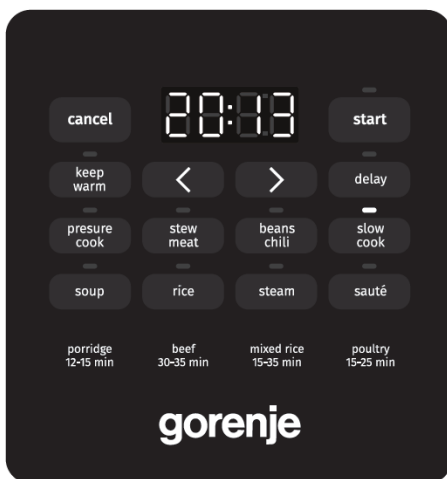 cancel
20:13
start
keep
warm
<
>
delay
presure
cook
stew
meat
beans
chili
slow
cook
soup
rice
steam
sauté
porridge
12-15 min
beef
30-35 min
mixed rice
15-35 min
poultry
15-25 min
gorenje